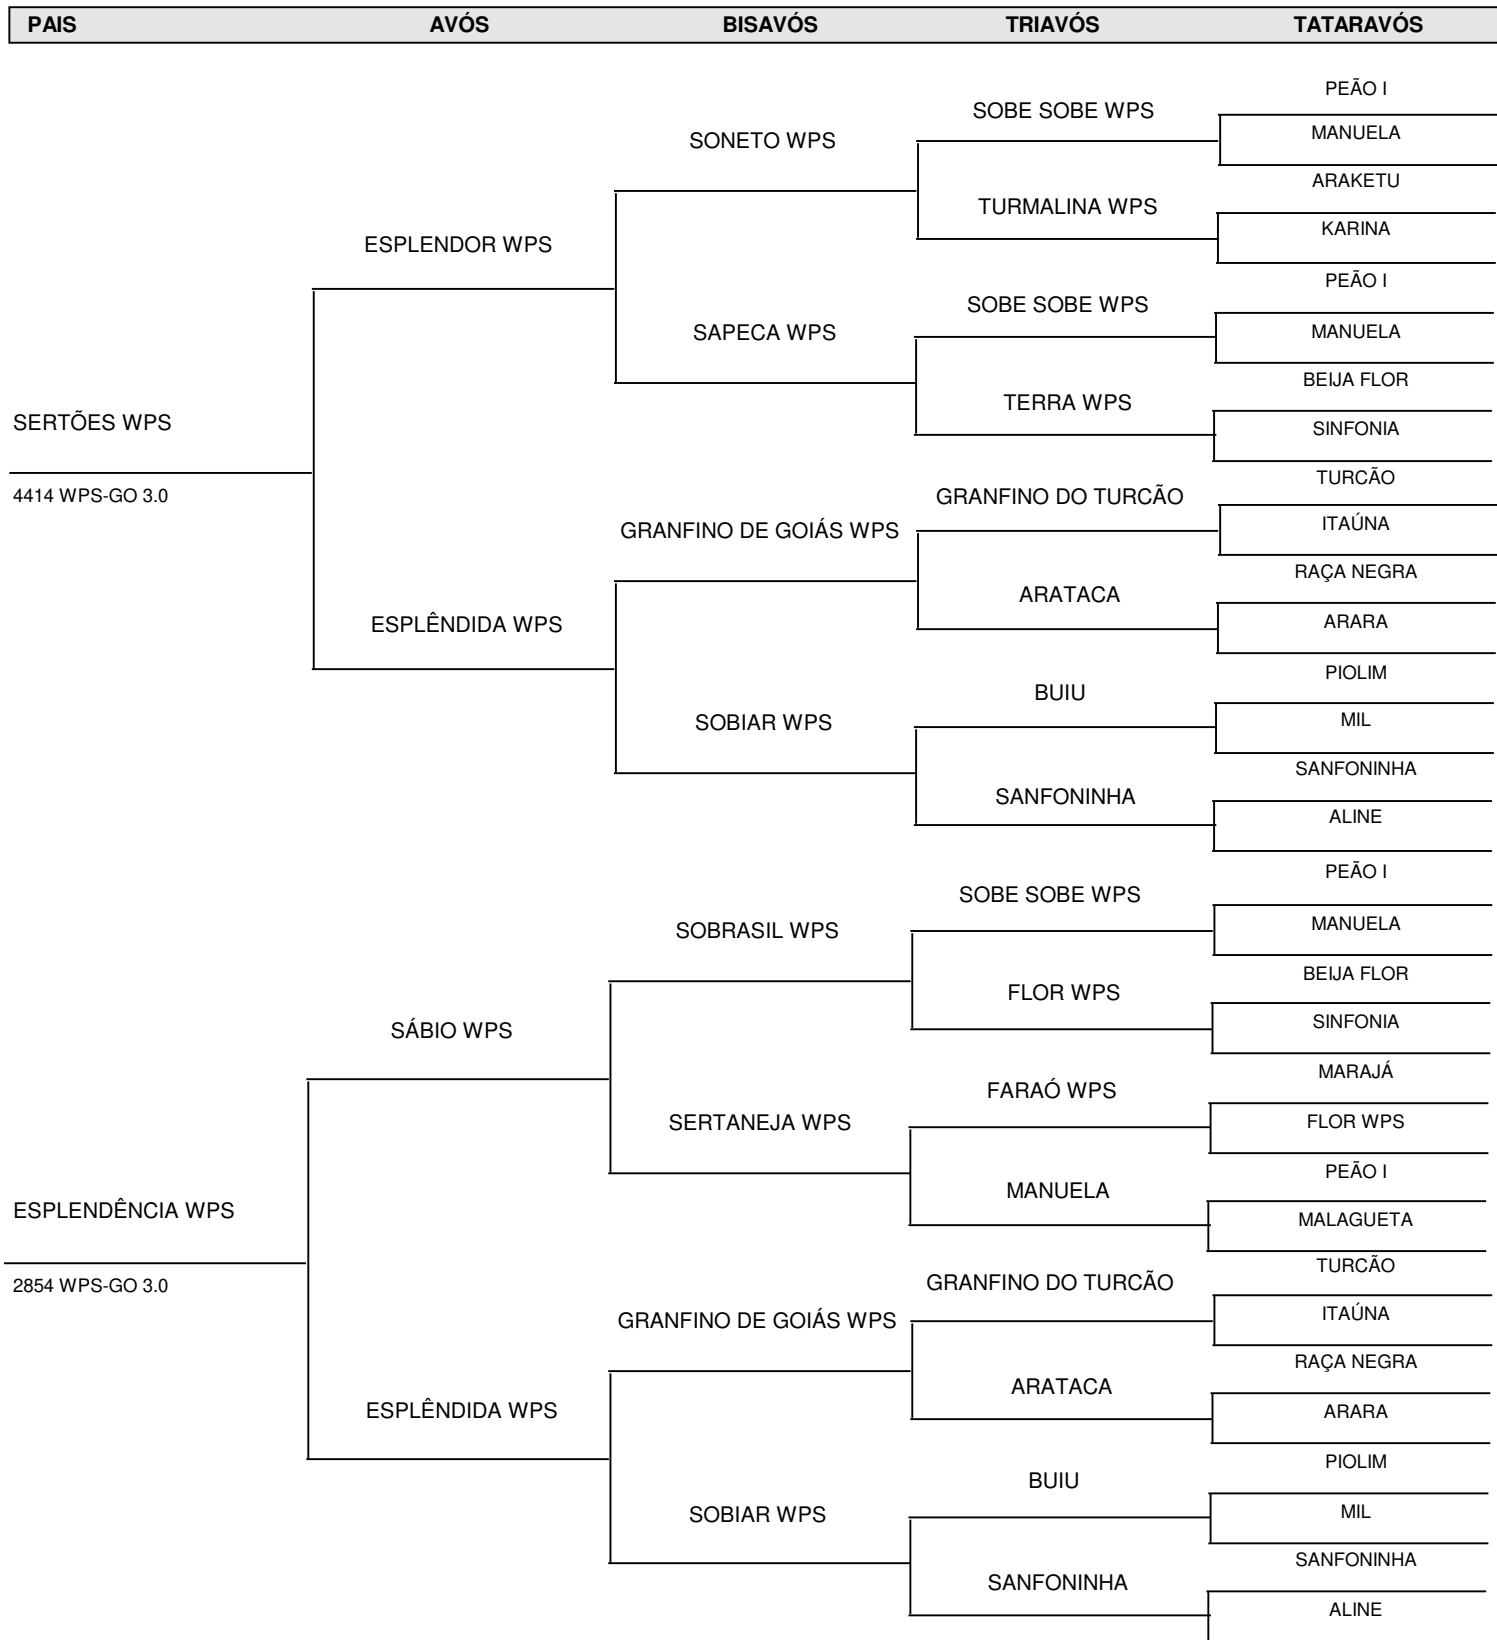 PAIS AVÓS BISAVÓS TRIAVÓS TATARAVÓS
PEÃO I
SOBE SOBE WPS
MANUELA
SONETO WPS
ARAKETU
TURMALINA WPS
KARINA
ESPLENDOR WPS
PEÃO I
SOBE SOBE WPS
MANUELA
SAPECA WPS
BEIJA FLOR
TERRA WPS
SERTÕES WPS
SINFONIA
TURCÃO
4414 WPS-GO 3.0
GRANFINO DO TURCÃO
ITAÚNA
GRANFINO DE GOIÁS WPS
RAÇA NEGRA
ARATACA
ARARA
ESPLÊNDIDA WPS
PIOLIM
BUIU
MIL
SOBIAR WPS
SANFONINHA
SANFONINHA
ALINE
PEÃO I
SOBE SOBE WPS
MANUELA
SOBRASIL WPS
BEIJA FLOR
FLOR WPS
SINFONIA
SÁBIO WPS
MARAJÁ
FARAÓ WPS
FLOR WPS
SERTANEJA WPS
PEÃO I
MANUELA
ESPLENDÊNCIA WPS
MALAGUETA
TURCÃO
2854 WPS-GO 3.0
GRANFINO DO TURCÃO
ITAÚNA
GRANFINO DE GOIÁS WPS
RAÇA NEGRA
ARATACA
ARARA
ESPLÊNDIDA WPS
PIOLIM
BUIU
MIL
SOBIAR WPS
SANFONINHA
SANFONINHA
ALINE